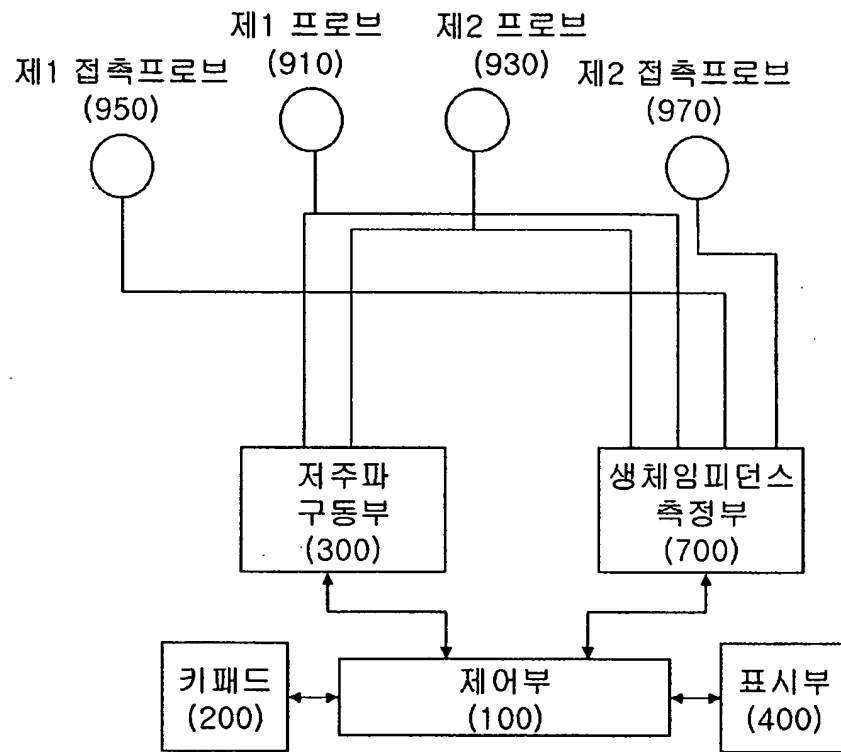 제1 프로브
(910)
제2 프로브
(930)
제1 접촉프로브
(950)
제2 접촉프로브
(970)
저주파
구동부
(300)
생체임피던스
측정부
(700)
키패드
(200)
제어부
(100)
표시부
(400)